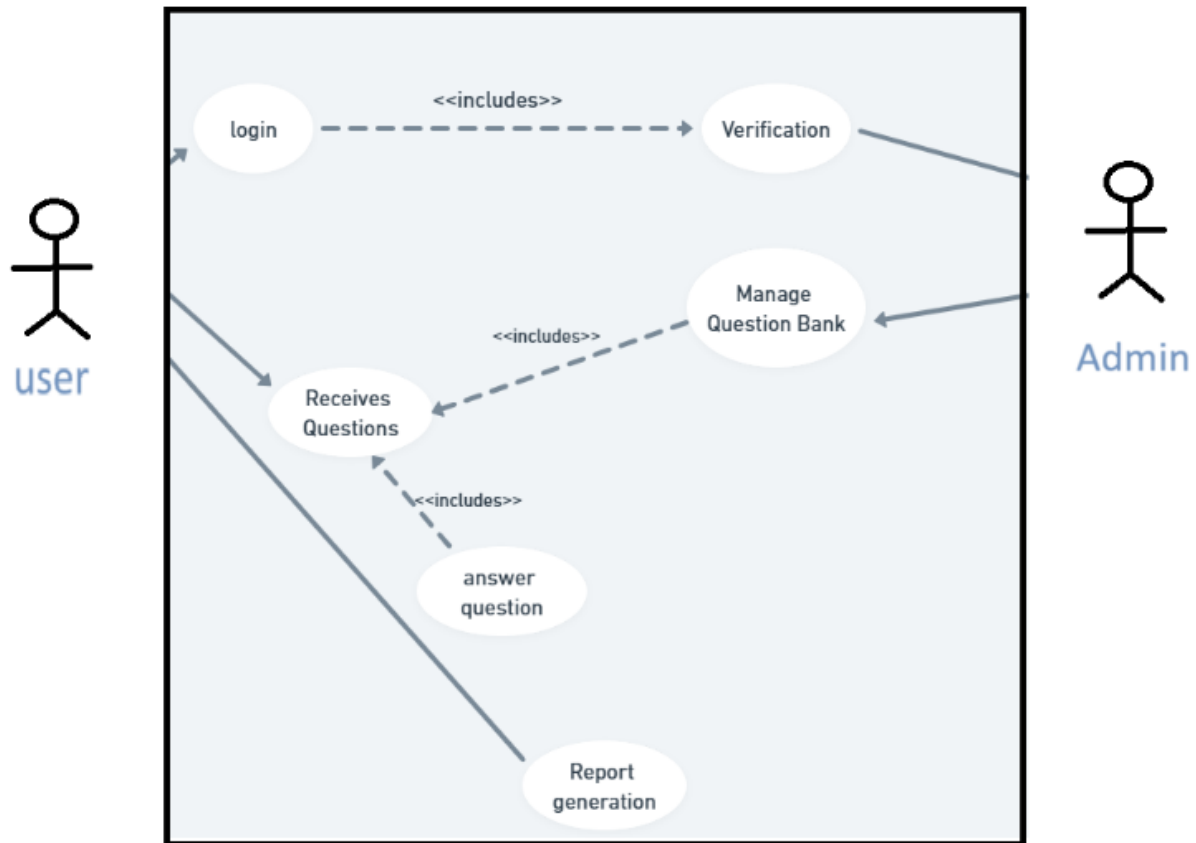 <<includes>>
login
Verification
user
Admin
Manage
Question Bank
<<includes>>
Receives
Questions
<<includes>>
answer
question
Report
generation